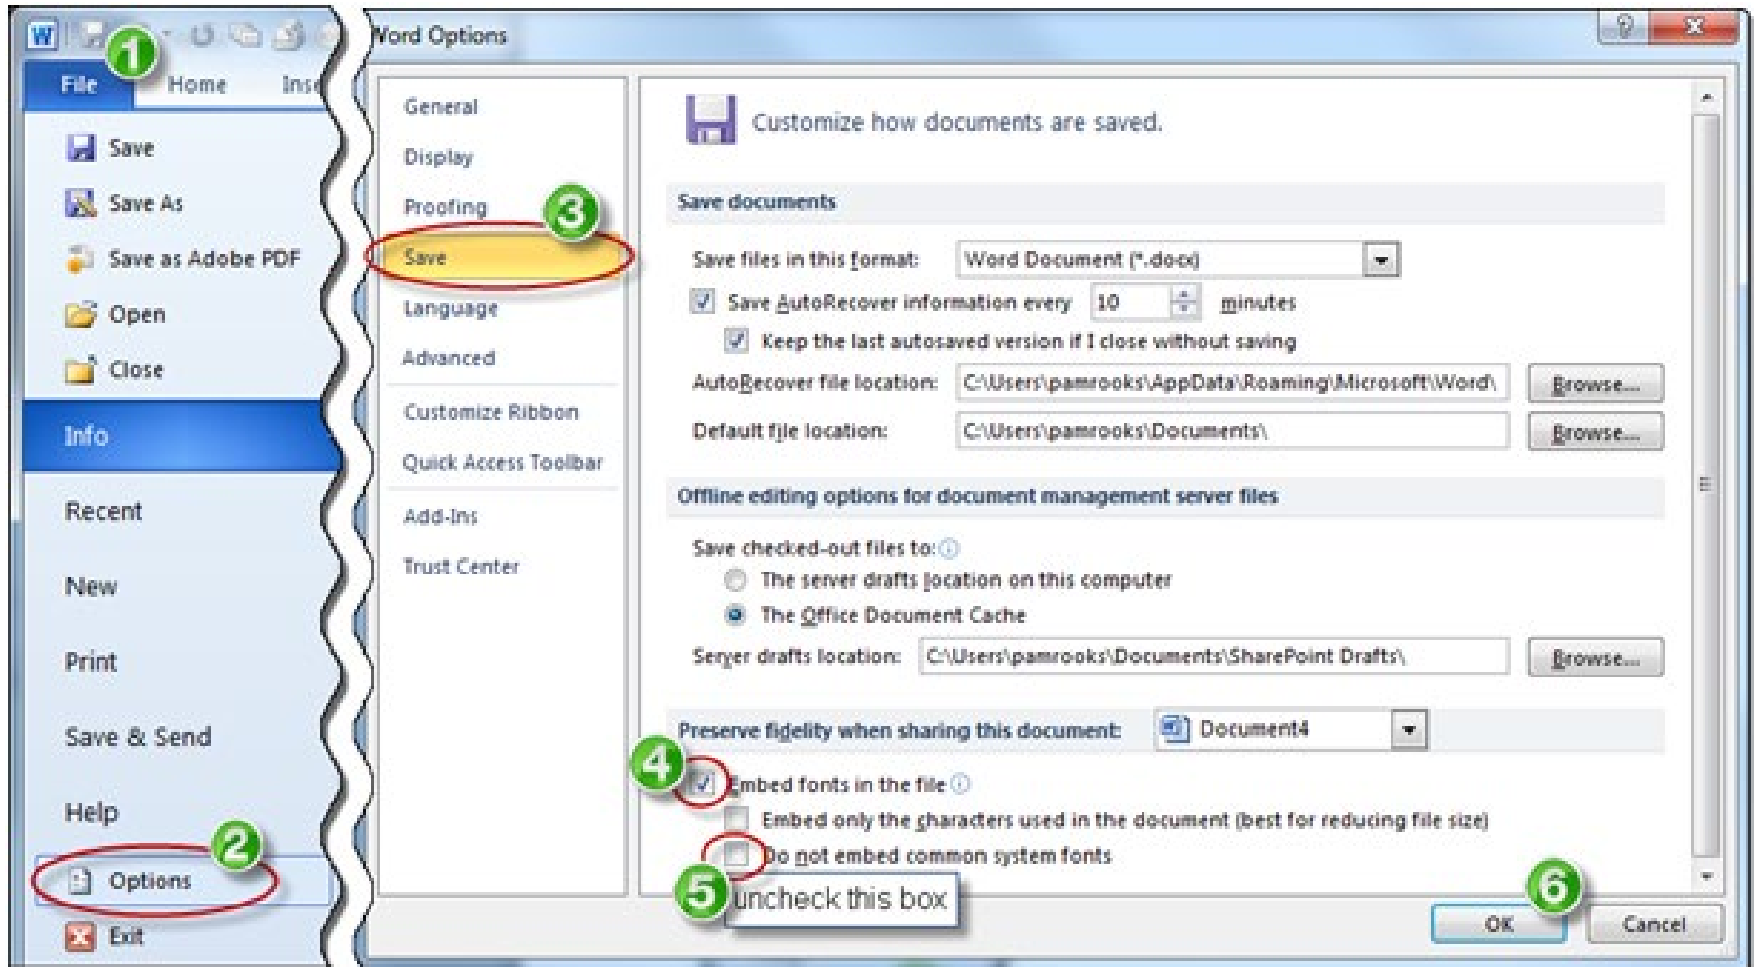 W
1
Word Options
File Home Inse
Save
Save As
Save as Adobe PDF
Open
Close
Info
Recent
New
Print
Save & Send
Help
2
Options
Exit
General
Display
Proofing
3
Save
Language
Advanced
Customize Ribbon
Quick Access Toolbar
Add-Ins
Trust Center
Customize how documents are saved.
Save documents
Save files in this format: Word Document (*.docx)
Save AutoRecover information every 10 minutes
Keep the last autosaved version if I close without saving
AutoRecover file location: C:\Users\pamrooks\AppData\Roaming\Microsoft\Word\ Browse...
Default file location: C:\Users\pamrooks\Documents\ Browse...
Offline editing options for document management server files
Save checked-out files to:
The server drafts location on this computer
The Office Document Cache
Server drafts location: C:\Users\pamrooks\Documents\SharePoint Drafts\ Browse...
Preserve fidelity when sharing this document: Document4
4
Embed fonts in the file
Embed only the characters used in the document (best for reducing file size)
Do not embed common system fonts
5 uncheck this box
6
OK Cancel